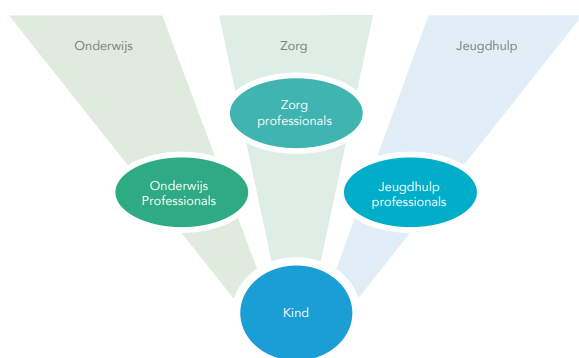 Onderwijs
Zorg
Jeugdhulp
Zorg
professionals
Onderwijs
Professionals
Jeugdhulp
professionals
Kind